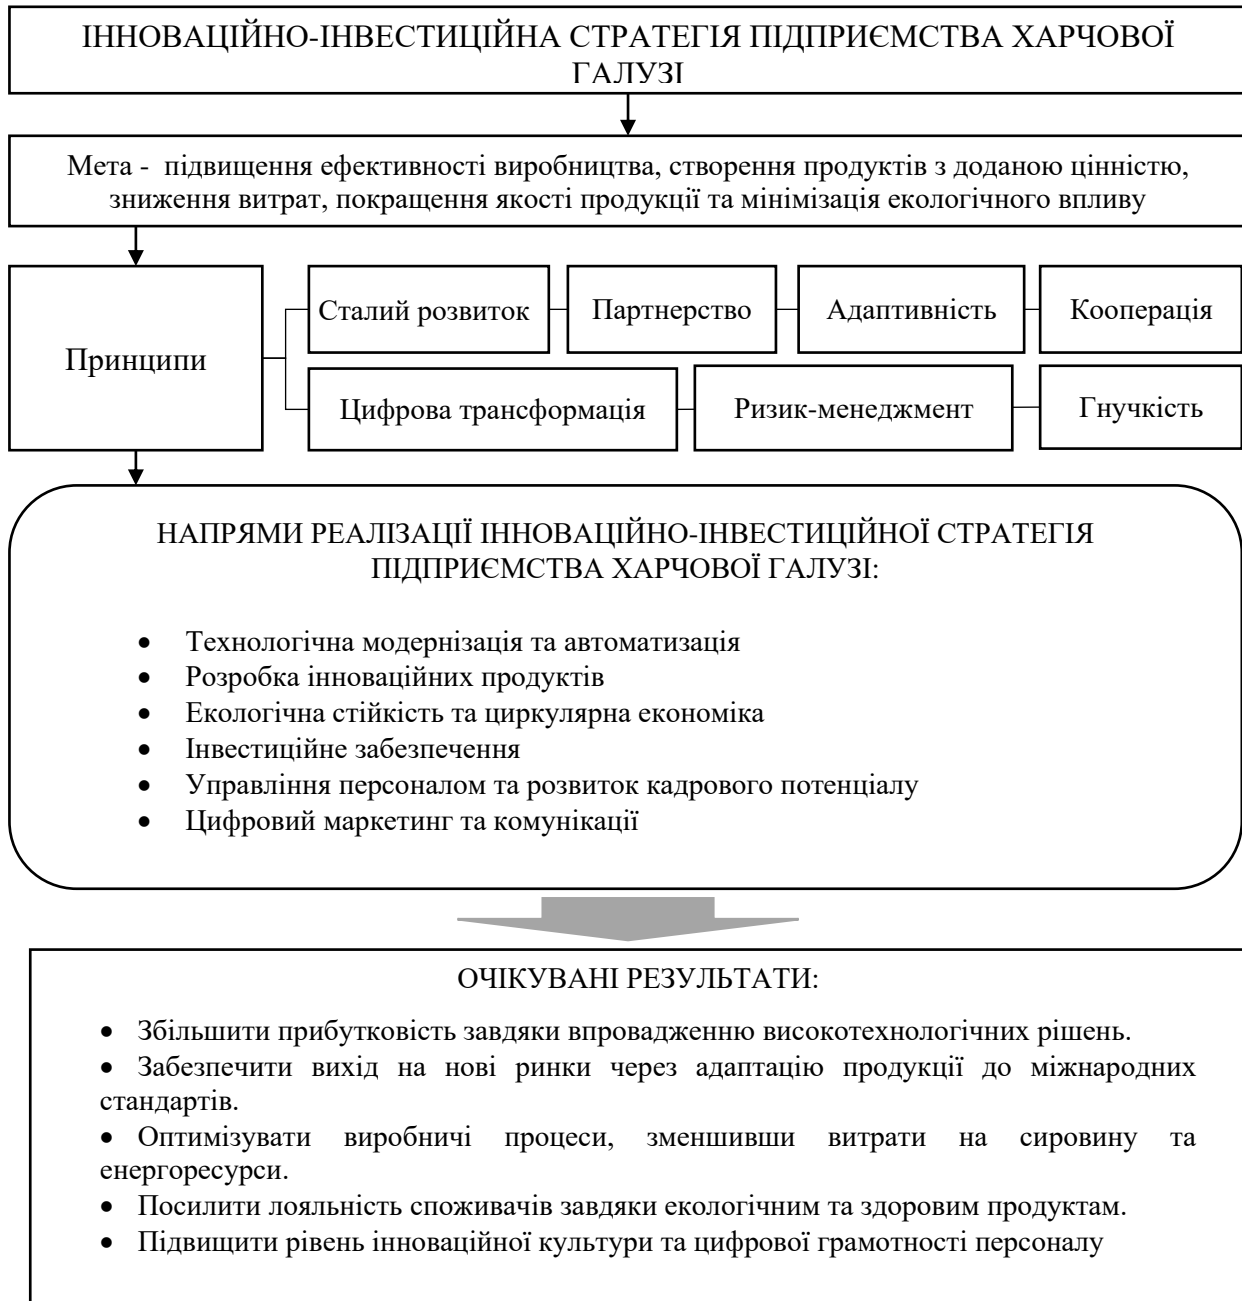 ІННОВАЦІЙНО-ІНВЕСТИЦІЙНА СТРАТЕГІЯ ПІДПРИЄМСТВА ХАРЧОВОЇ
ГАЛУЗІ
Мета - підвищення ефективності виробництва, створення продуктів з доданою цінністю,
зниження витрат, покращення якості продукції та мінімізація екологічного впливу
Принципи
Сталий розвиток
Партнерство
Адаптивність
Кооперація
Цифрова трансформація
Ризик-менеджмент
Гнучкість
НАПРЯМИ РЕАЛІЗАЦІЇ ІННОВАЦІЙНО-ІНВЕСТИЦІЙНОЇ СТРАТЕГІЯ
ПІДПРИЄМСТВА ХАРЧОВОЇ ГАЛУЗІ:
• Технологічна модернізація та автоматизація
• Розробка інноваційних продуктів
• Екологічна стійкість та циркулярна економіка
• Інвестиційне забезпечення
• Управління персоналом та розвиток кадрового потенціалу
• Цифровий маркетинг та комунікації
ОЧІКУВАНІ РЕЗУЛЬТАТИ:
• Збільшити прибутковість завдяки впровадженню високотехнологічних рішень.
• Забезпечити вихід на нові ринки через адаптацію продукції до міжнародних
стандартів.
• Оптимізувати виробничі процеси, зменшивши витрати на сировину та
енергоресурси.
• Посилити лояльність споживачів завдяки екологічним та здоровим продуктам.
• Підвищити рівень інноваційної культури та цифрової грамотності персоналу